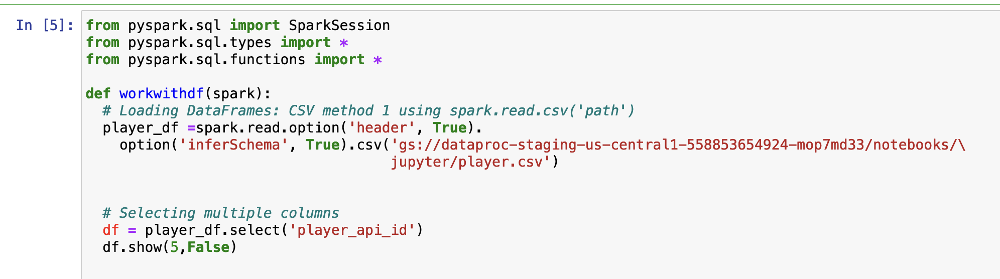 In [5]: from pyspark.sql import SparkSession
from pyspark.sql.types import *
from pyspark.sql.functions import *
def workwithdf(spark):
# Loading DataFrames: CSV method 1 using spark.read.csv('path')
player_df =spark.read.option('header', True).
option('inferSchema', True).csv('gs://dataproc-staging-us-central1-558853654924-mop7md33/notebooks/\
jupyter/player.csv')
# Selecting multiple columns
df = player_df.select('player_api_id')
df.show(5,False)